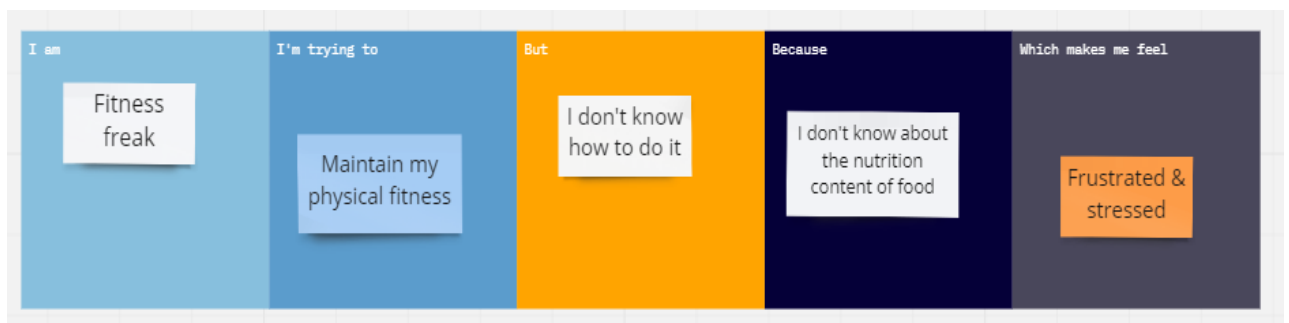 I am
Fitness
freak
I'm trying to
Maintain my
physical fitness
But
I don't know
how to do it
Because
I don't know about
the nutrition
content of food
Which makes me feel
Frustrated &
stressed